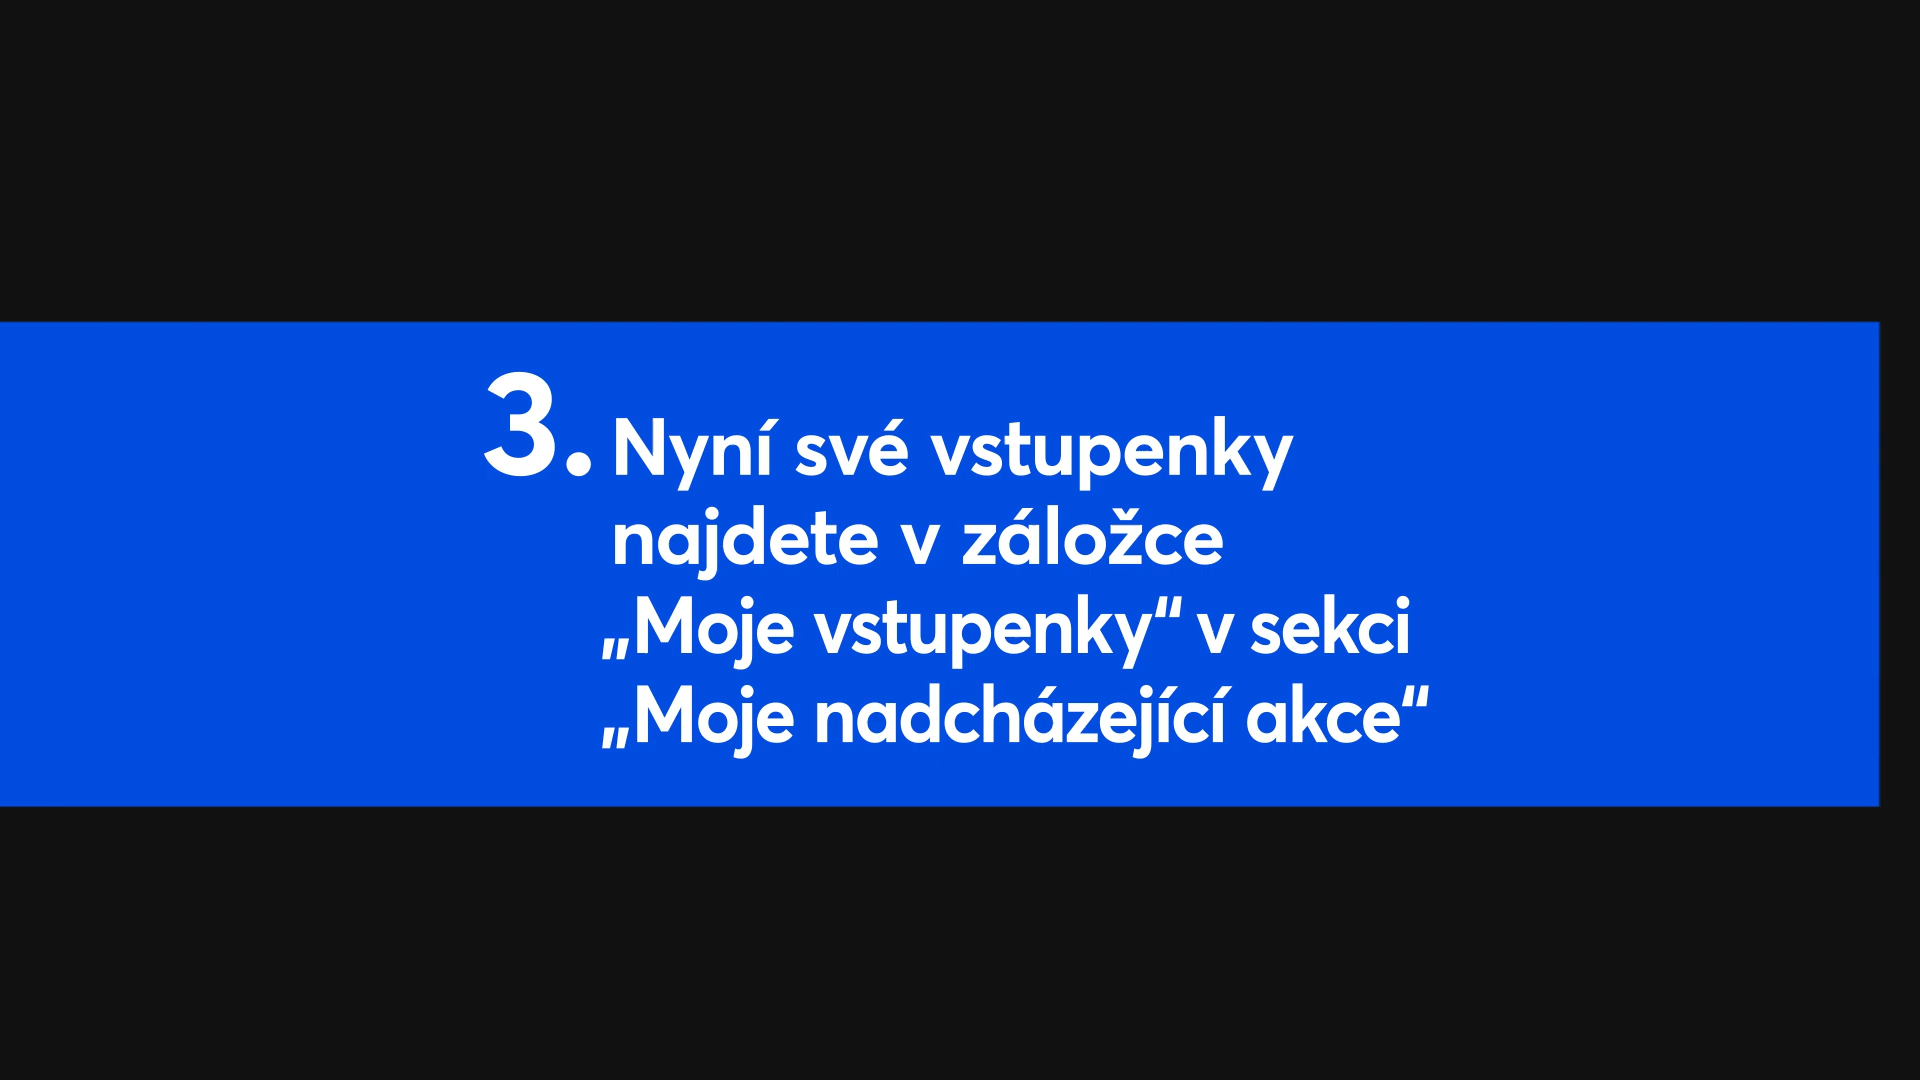 3. Nyní své vstupenky
najdete v záložce
„Moje vstupenky“ v sekci
„Moje nadcházející akce“